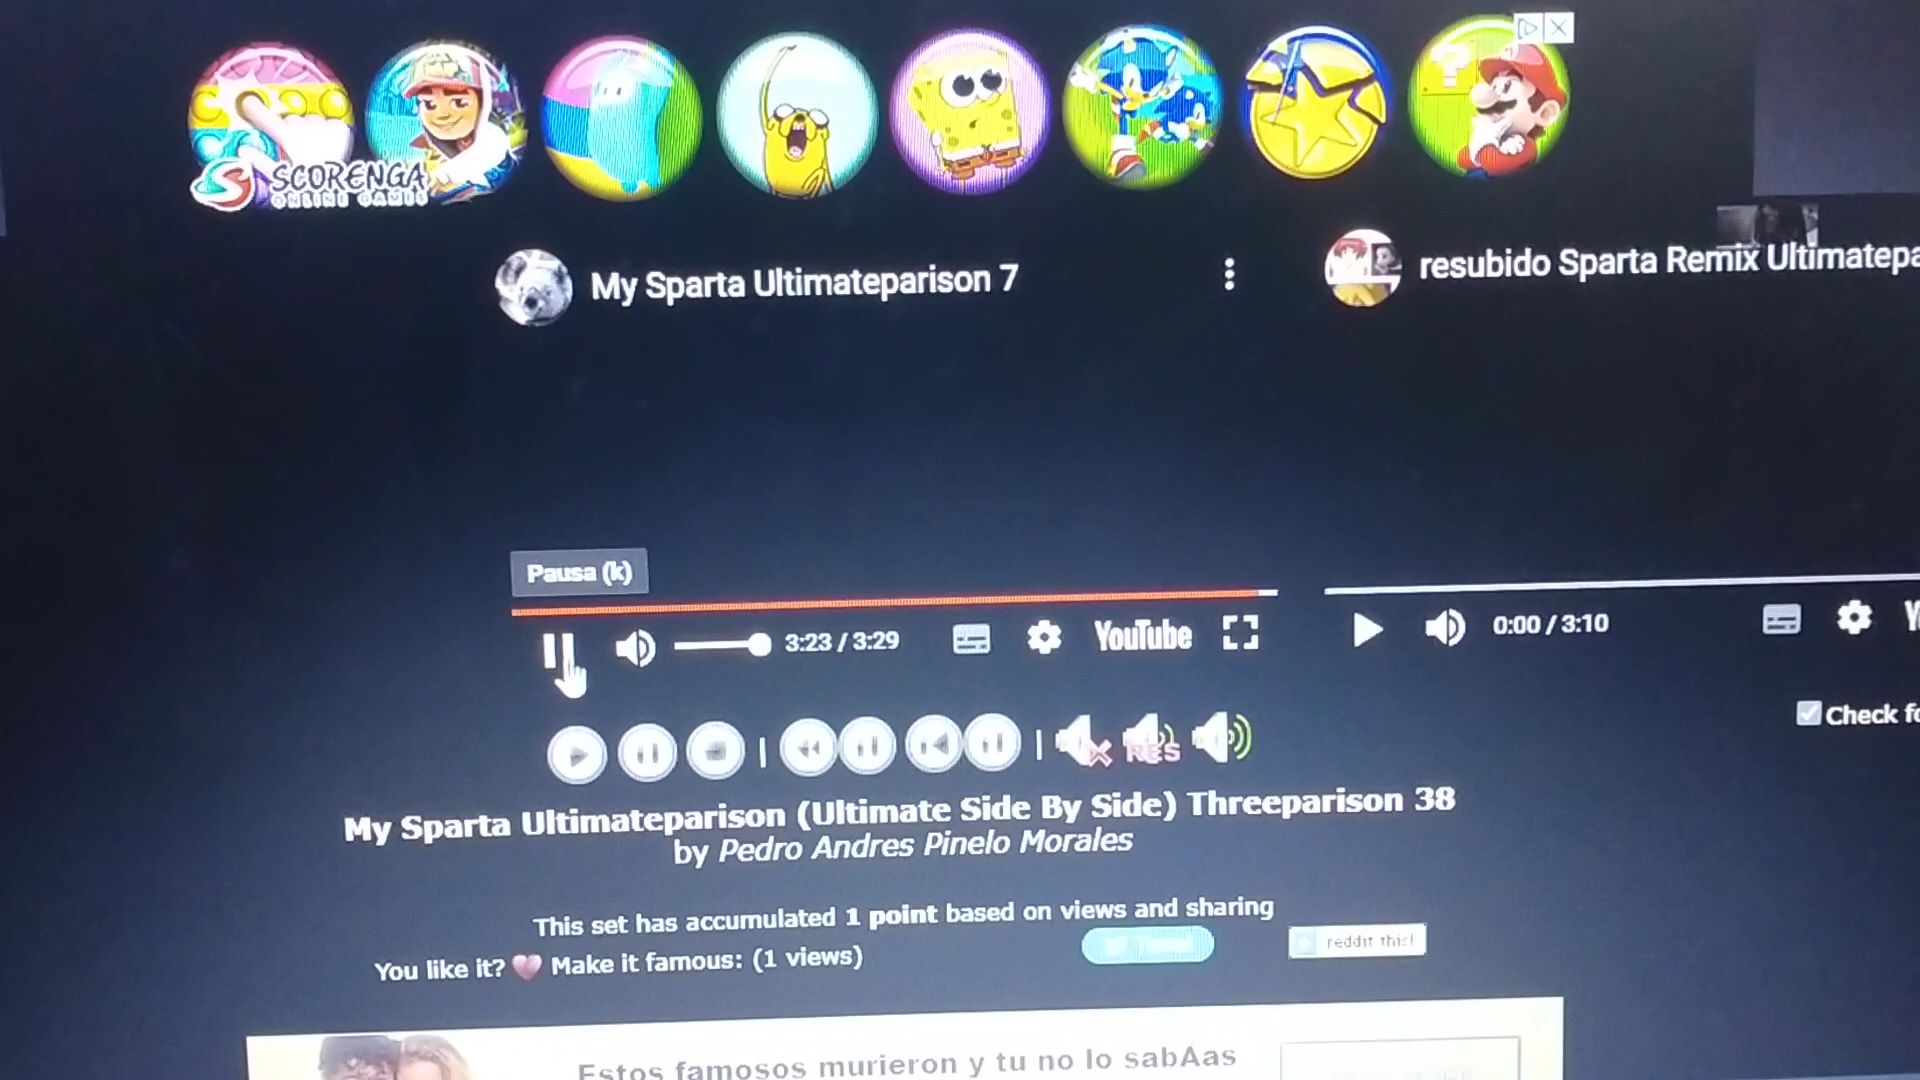 SCORENGA
ONLINE GAMES
My Sparta Ultimateparison 7
resubido Sparta Remix Ultimatepa
Pausa (k)
3:23 / 3:29
YouTube
0:00 / 3:10
Y
Check fo
RES
My Sparta Ultimateparison (Ultimate Side By Side) Threeparison 38
by Pedro Andres Pinelo Morales
This set has accumulated 1 point based on views and sharing
You like it? Make it famous: (1 views)
reddit this!
Estos famosos murieron y tu no lo sabAas